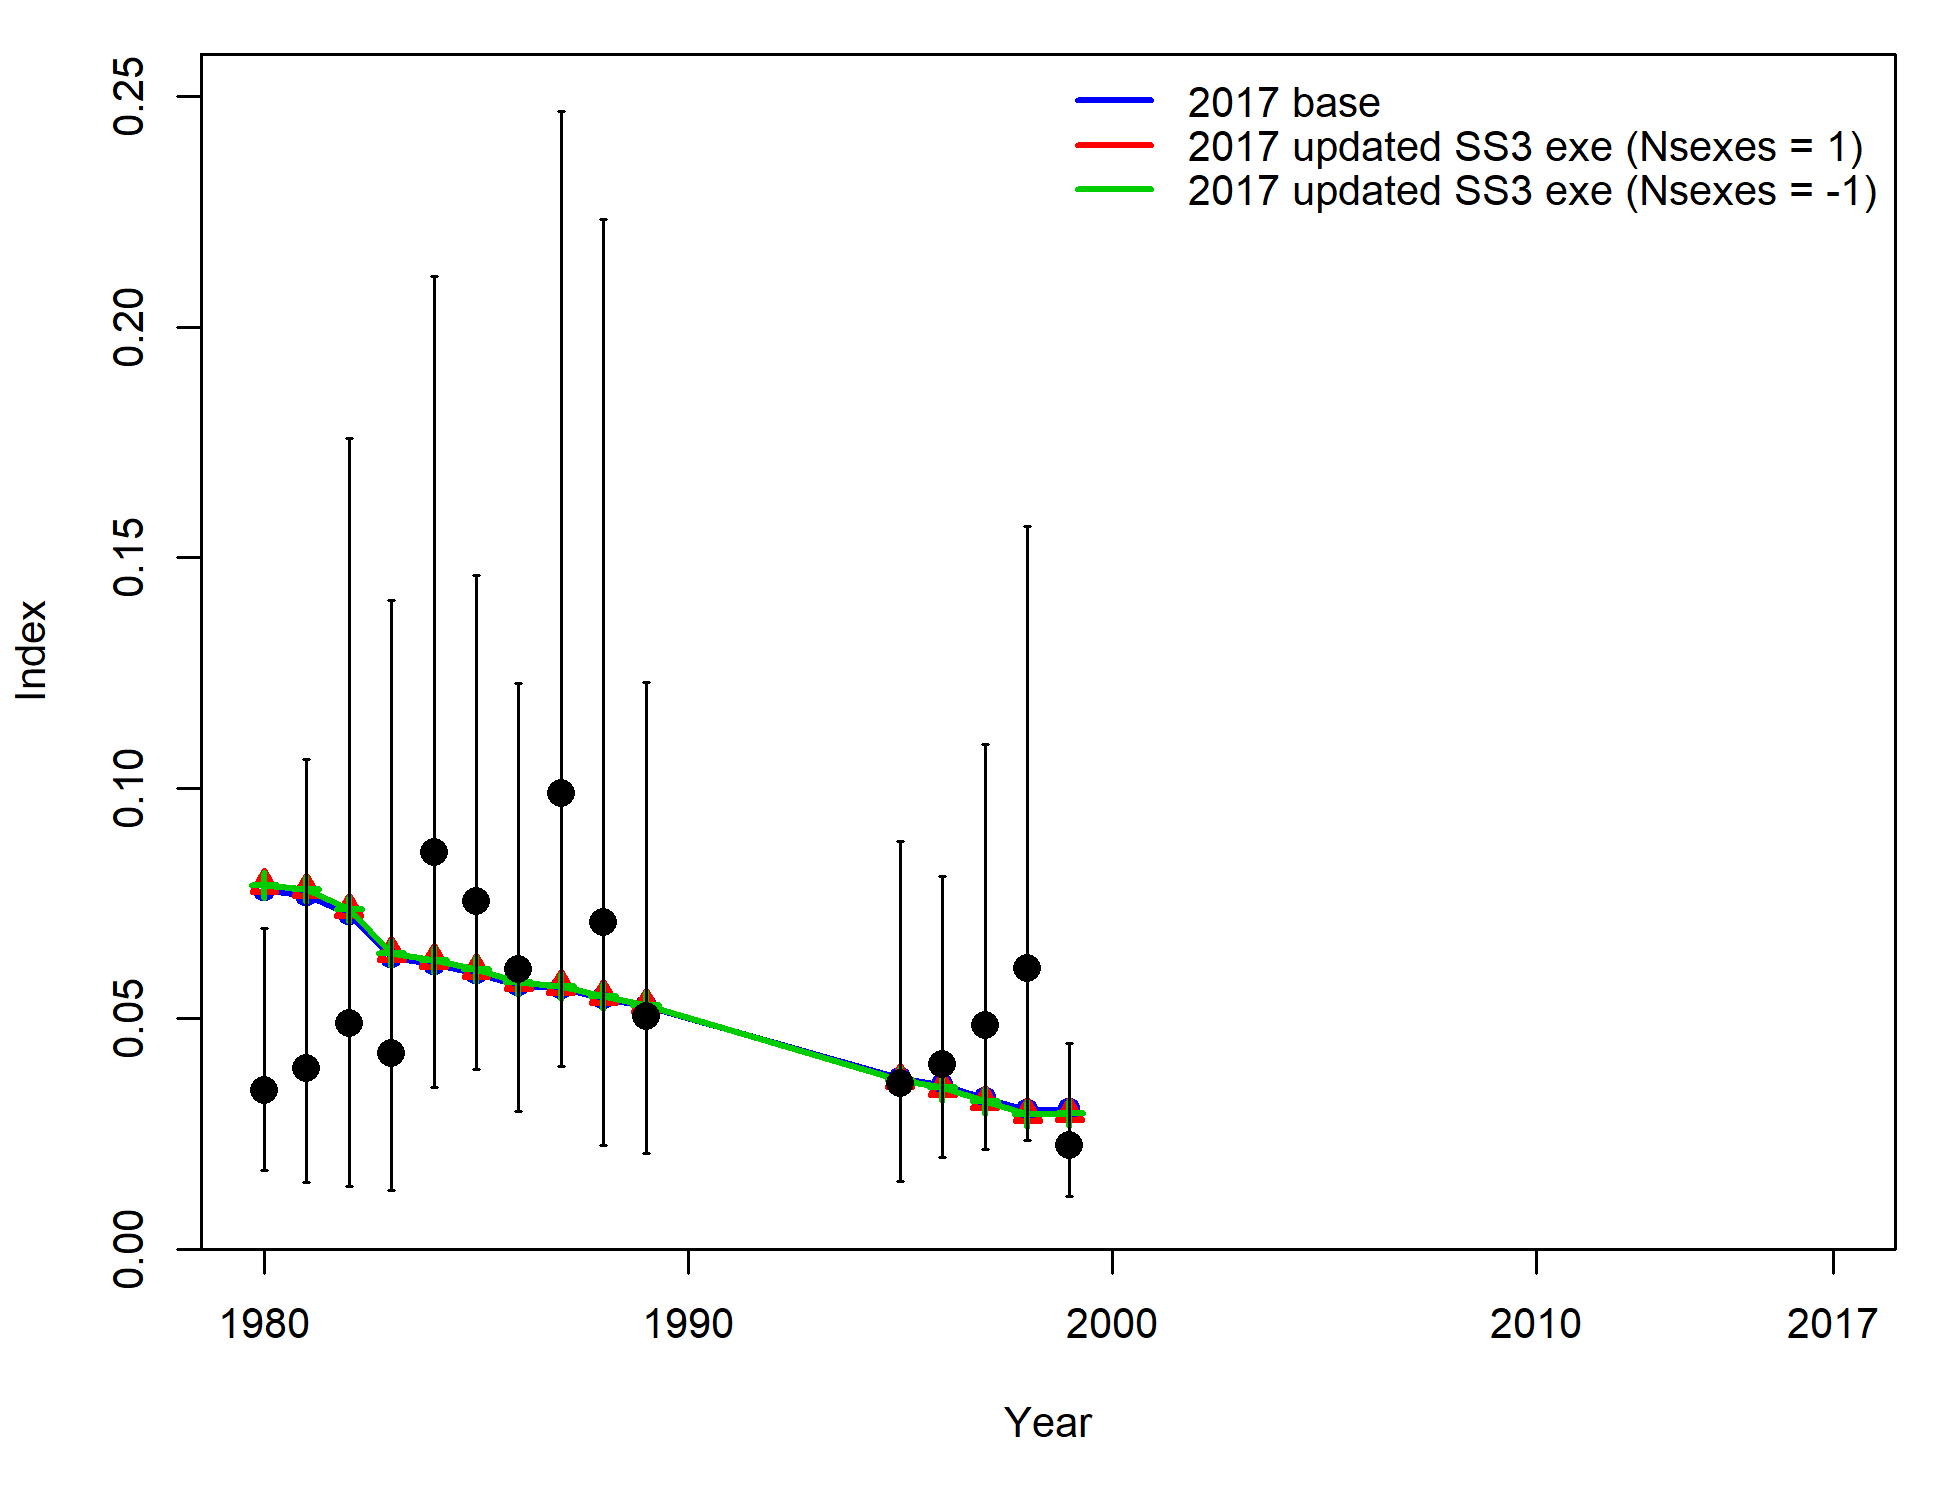 2017 base
2017 updated SS3 exe (Nsexes = 1)
2017 updated SS3 exe (Nsexes = -1)
0.25
0.20
0.15
0.10
0.05
0.00
Index
1980 1990 2000 2010 2017
Year